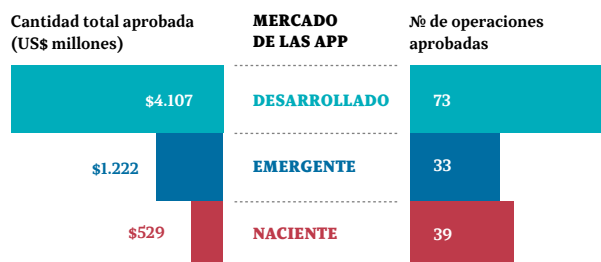 Cantidad total aprobada
(US$ millones)
MERCADO
DE LAS APP
№ de operaciones
aprobadas
$4.107
DESARROLLADO
73
$1.222
EMERGENTE
33
$529
NACIENTE
39